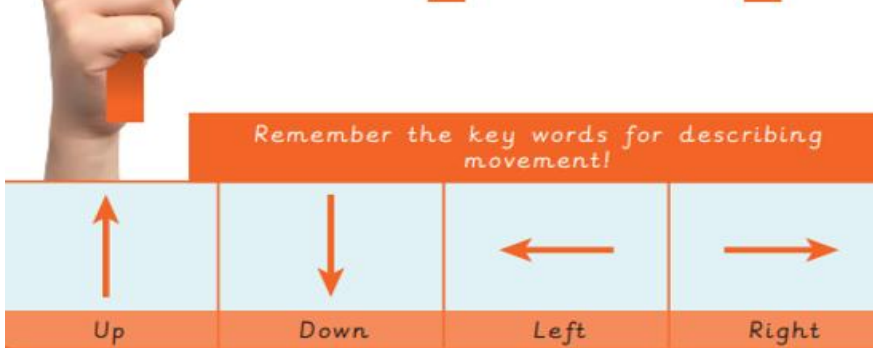 Remember the key words for describing
movement!
Up
Down
Left
Right